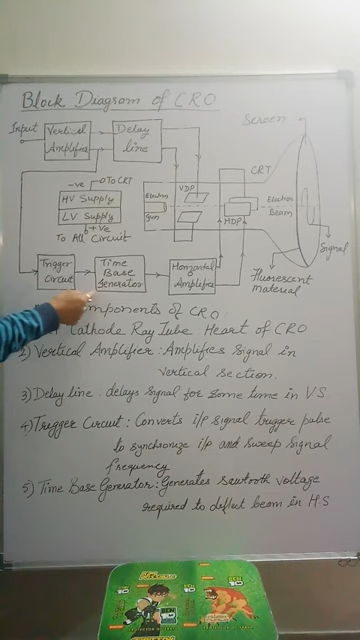 Block Diagram of CRO
Input
Vertical Amplifier
Delay line
Screen
CRT
-ve To CRT
HV Supply
LV Supply
+ve
To All Circuit
Electron gun
VDP
HDP
Electron Beam
Signal
Fluorescent material
Trigger Circuit
Time Base Generator
Horizontal Amplifier
Components of CRO
Cathode Ray Tube: Heart of CRO
2) Vertical Amplifier: Amplifies signal in
vertical section.
3) Delay line: delays signal for some time in VS
4) Trigger Circuit: Converts i/p signal trigger pulse
to synchronize i/p and sweep signal
frequency
5) Time Base Generator: Generates sawtooth voltage
required to deflect beam in H.S
BEN 10
BEN 10